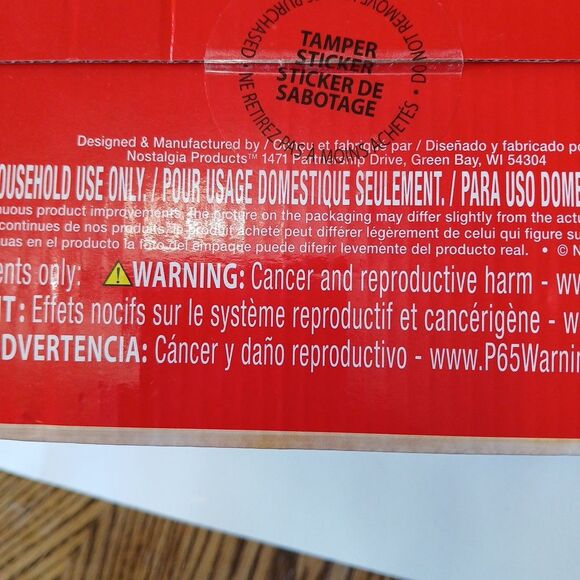 DO NOT REMOVE
PURCHASED
TAMPER
STICKER
STICKER DE
SABOTAGE
NE RETIREZ PAS À MOINS ACHETÉS
Designed & Manufactured by / Conçu et fabriqué par / Diseñado y fabricado po
Nostalgia Products™ 1471 Partnership Drive, Green Bay, WI 54304
OUSEHOLD USE ONLY. / POUR USAGE DOMESTIQUE SEULEMENT. / PARA USO DOME
nuous product improvements, the picture on the packaging may differ slightly from the actu
continues de nos produits, le produit acheté peut différer légèrement de celui qui figure su
uas en el producto la foto del empaque puede diferir levemente del producto real. • © N
ents only: ⚠WARNING: Cancer and reproductive harm - ww
T : Effets nocifs sur le système reproductif et cancérigène - w
DVERTENCIA: Cáncer y daño reproductivo - www.P65Warnin